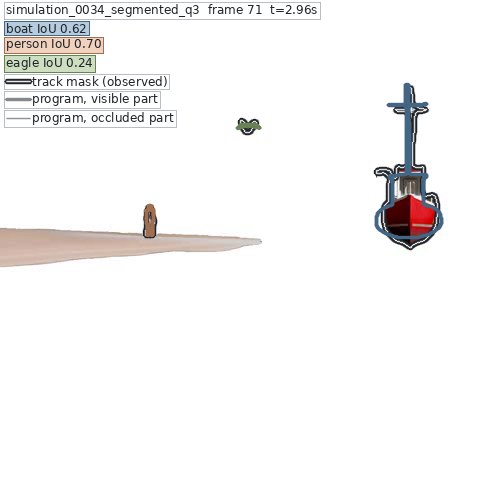 simulation_0034_segmented_q3 frame 71 t=2.96s
boat IoU 0.62
person IoU 0.70
eagle IoU 0.24
track mask (observed)
program, visible part
program, occluded part